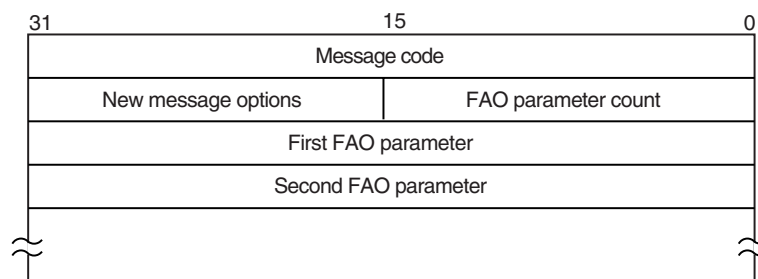 31 15 0
Message code
New message options FAO parameter count
First FAO parameter
Second FAO parameter